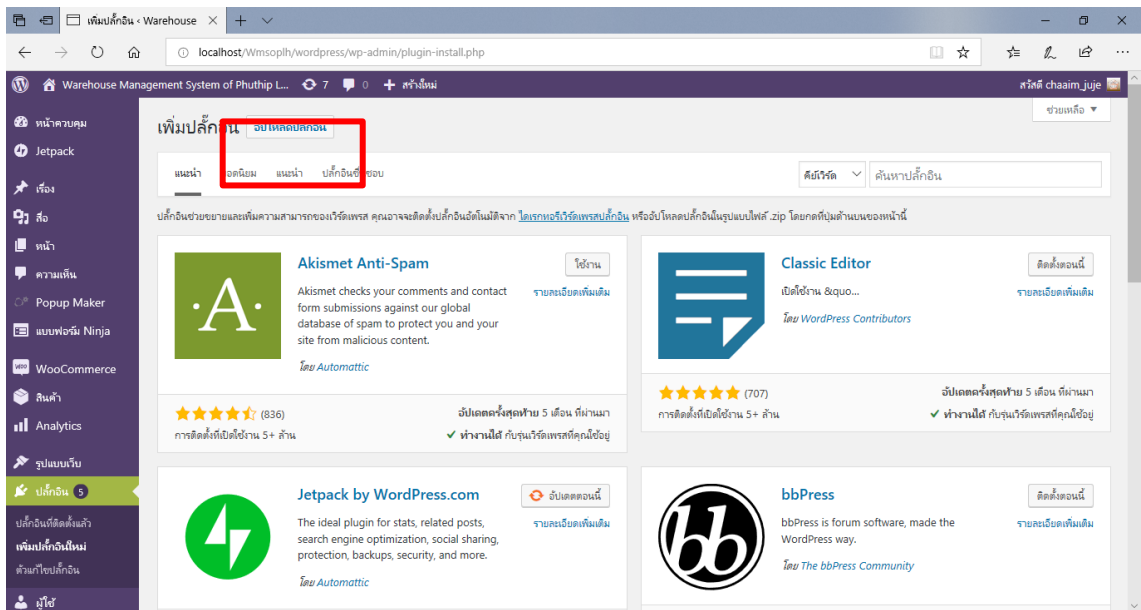 เพิ่มปลั๊กอิน ‹ Warehouse
localhost/Wmsoplh/wordpress/wp-admin/plugin-install.php
Warehouse Management System of Phuthip L... 7 0 + สร้างใหม่
สวัสดี chaaim_juje
หน้าควบคุม
Jetpack
เรื่อง
สื่อ
หน้า
ความเห็น
Popup Maker
แบบฟอร์ม Ninja
WooCommerce
สินค้า
Analytics
รูปแบบเว็บ
ปลั๊กอิน 5
ปลั๊กอินที่ติดตั้งแล้ว
เพิ่มปลั๊กอินใหม่
ตัวแก้ไขปลั๊กอิน
ผู้ใช้
ช่วยเหลือ
เพิ่มปลั๊กอิน อัปโหลดปลั๊กอิน
แนะนำ ยอดนิยม แนะนำ ปลั๊กอินชื่นชอบ
คีย์เวิร์ด ค้นหาปลั๊กอิน
ปลั๊กอินช่วยขยายและเพิ่มความสามารถของเวิร์ดเพรส คุณอาจจะติดตั้งปลั๊กอินอัตโนมัติจาก ไดเรกทอรีเวิร์ดเพรสปลั๊กอิน หรืออัปโหลดปลั๊กอินในรูปแบบไฟล์ .zip โดยกดที่ปุ่มด้านบนของหน้านี้
·A·
Akismet Anti-Spam
ใช้งาน
Akismet checks your comments and contact
form submissions against our global
database of spam to protect you and your
site from malicious content.
รายละเอียดเพิ่มเติม
โดย Automattic
(836)
อัปเดตครั้งสุดท้าย 5 เดือน ที่ผ่านมา
การติดตั้งที่เปิดใช้งาน 5+ ล้าน
✔ ทำงานได้ กับรุ่นเวิร์ดเพรสที่คุณใช้อยู่
Classic Editor
ติดตั้งตอนนี้
เปิดใช้งาน &quo...
รายละเอียดเพิ่มเติม
โดย WordPress Contributors
(707)
อัปเดตครั้งสุดท้าย 5 เดือน ที่ผ่านมา
การติดตั้งที่เปิดใช้งาน 5+ ล้าน
✔ ทำงานได้ กับรุ่นเวิร์ดเพรสที่คุณใช้อยู่
Jetpack by WordPress.com
อัปเดตตอนนี้
The ideal plugin for stats, related posts,
search engine optimization, social sharing,
protection, backups, security, and more.
รายละเอียดเพิ่มเติม
โดย Automattic
bb
bbPress
ติดตั้งตอนนี้
bbPress is forum software, made the
WordPress way.
รายละเอียดเพิ่มเติม
โดย The bbPress Community